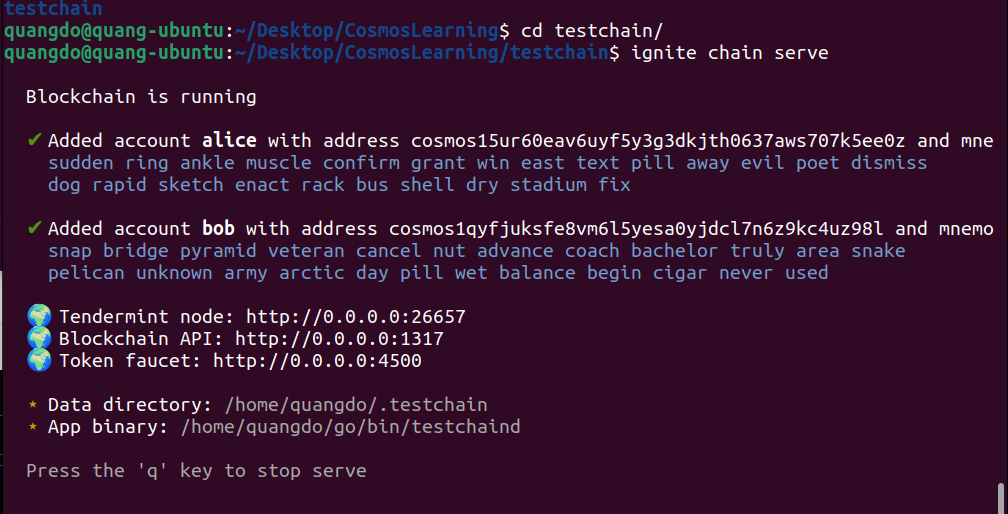 testchain
quangdo@quang-ubuntu:~/Desktop/CosmosLearning$ cd testchain/
quangdo@quang-ubuntu:~/Desktop/CosmosLearning/testchain$ ignite chain serve
Blockchain is running
✔ Added account alice with address cosmos15ur60eav6uyf5y3g3dkjth0637aws707k5ee0z and mne
sudden ring ankle muscle confirm grant win east text pill away evil poet dismiss
dog rapid sketch enact rack bus shell dry stadium fix
✔ Added account bob with address cosmos1qyfjuksfe8vm6l5yesa0yjdcl7n6z9kc4uz98l and mnemo
snap bridge pyramid veteran cancel nut advance coach bachelor truly area snake
pelican unknown army arctic day pill wet balance begin cigar never used
🌍 Tendermint node: http://0.0.0.0:26657
🌍 Blockchain API: http://0.0.0.0:1317
🌍 Token faucet: http://0.0.0.0:4500
⋆ Data directory: /home/quangdo/.testchain
⋆ App binary: /home/quangdo/go/bin/testchaind
Press the 'q' key to stop serve